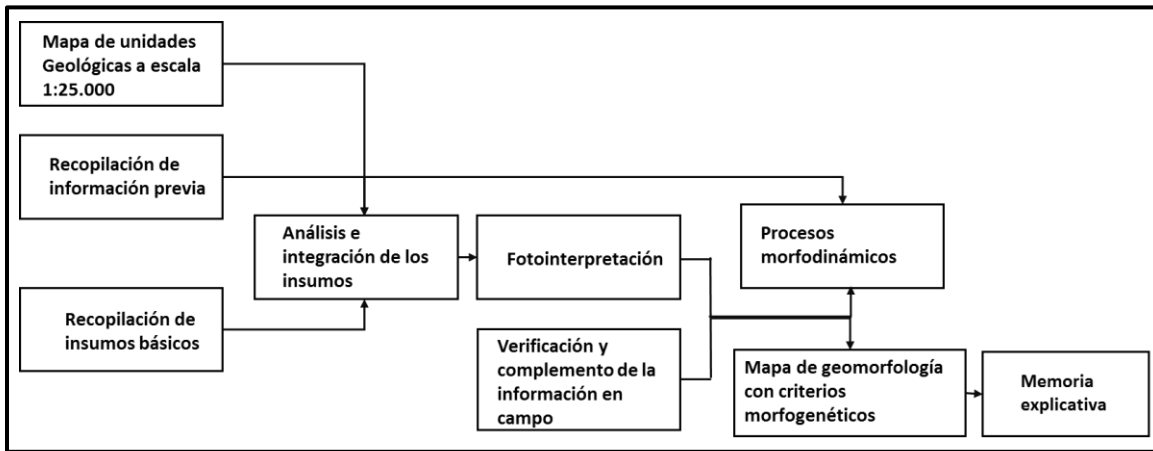 Mapa de unidades
Geológicas a escala
1:25.000
Recopilación de
información previa
Recopilación de
insumos básicos
Análisis e
integración de los
insumos
Fotointerpretación
Verificación y
complemento de la
información en
campo
Procesos
morfodinámicos
Mapa de geomorfología
con criterios
morfogenéticos
Memoria
explicativa